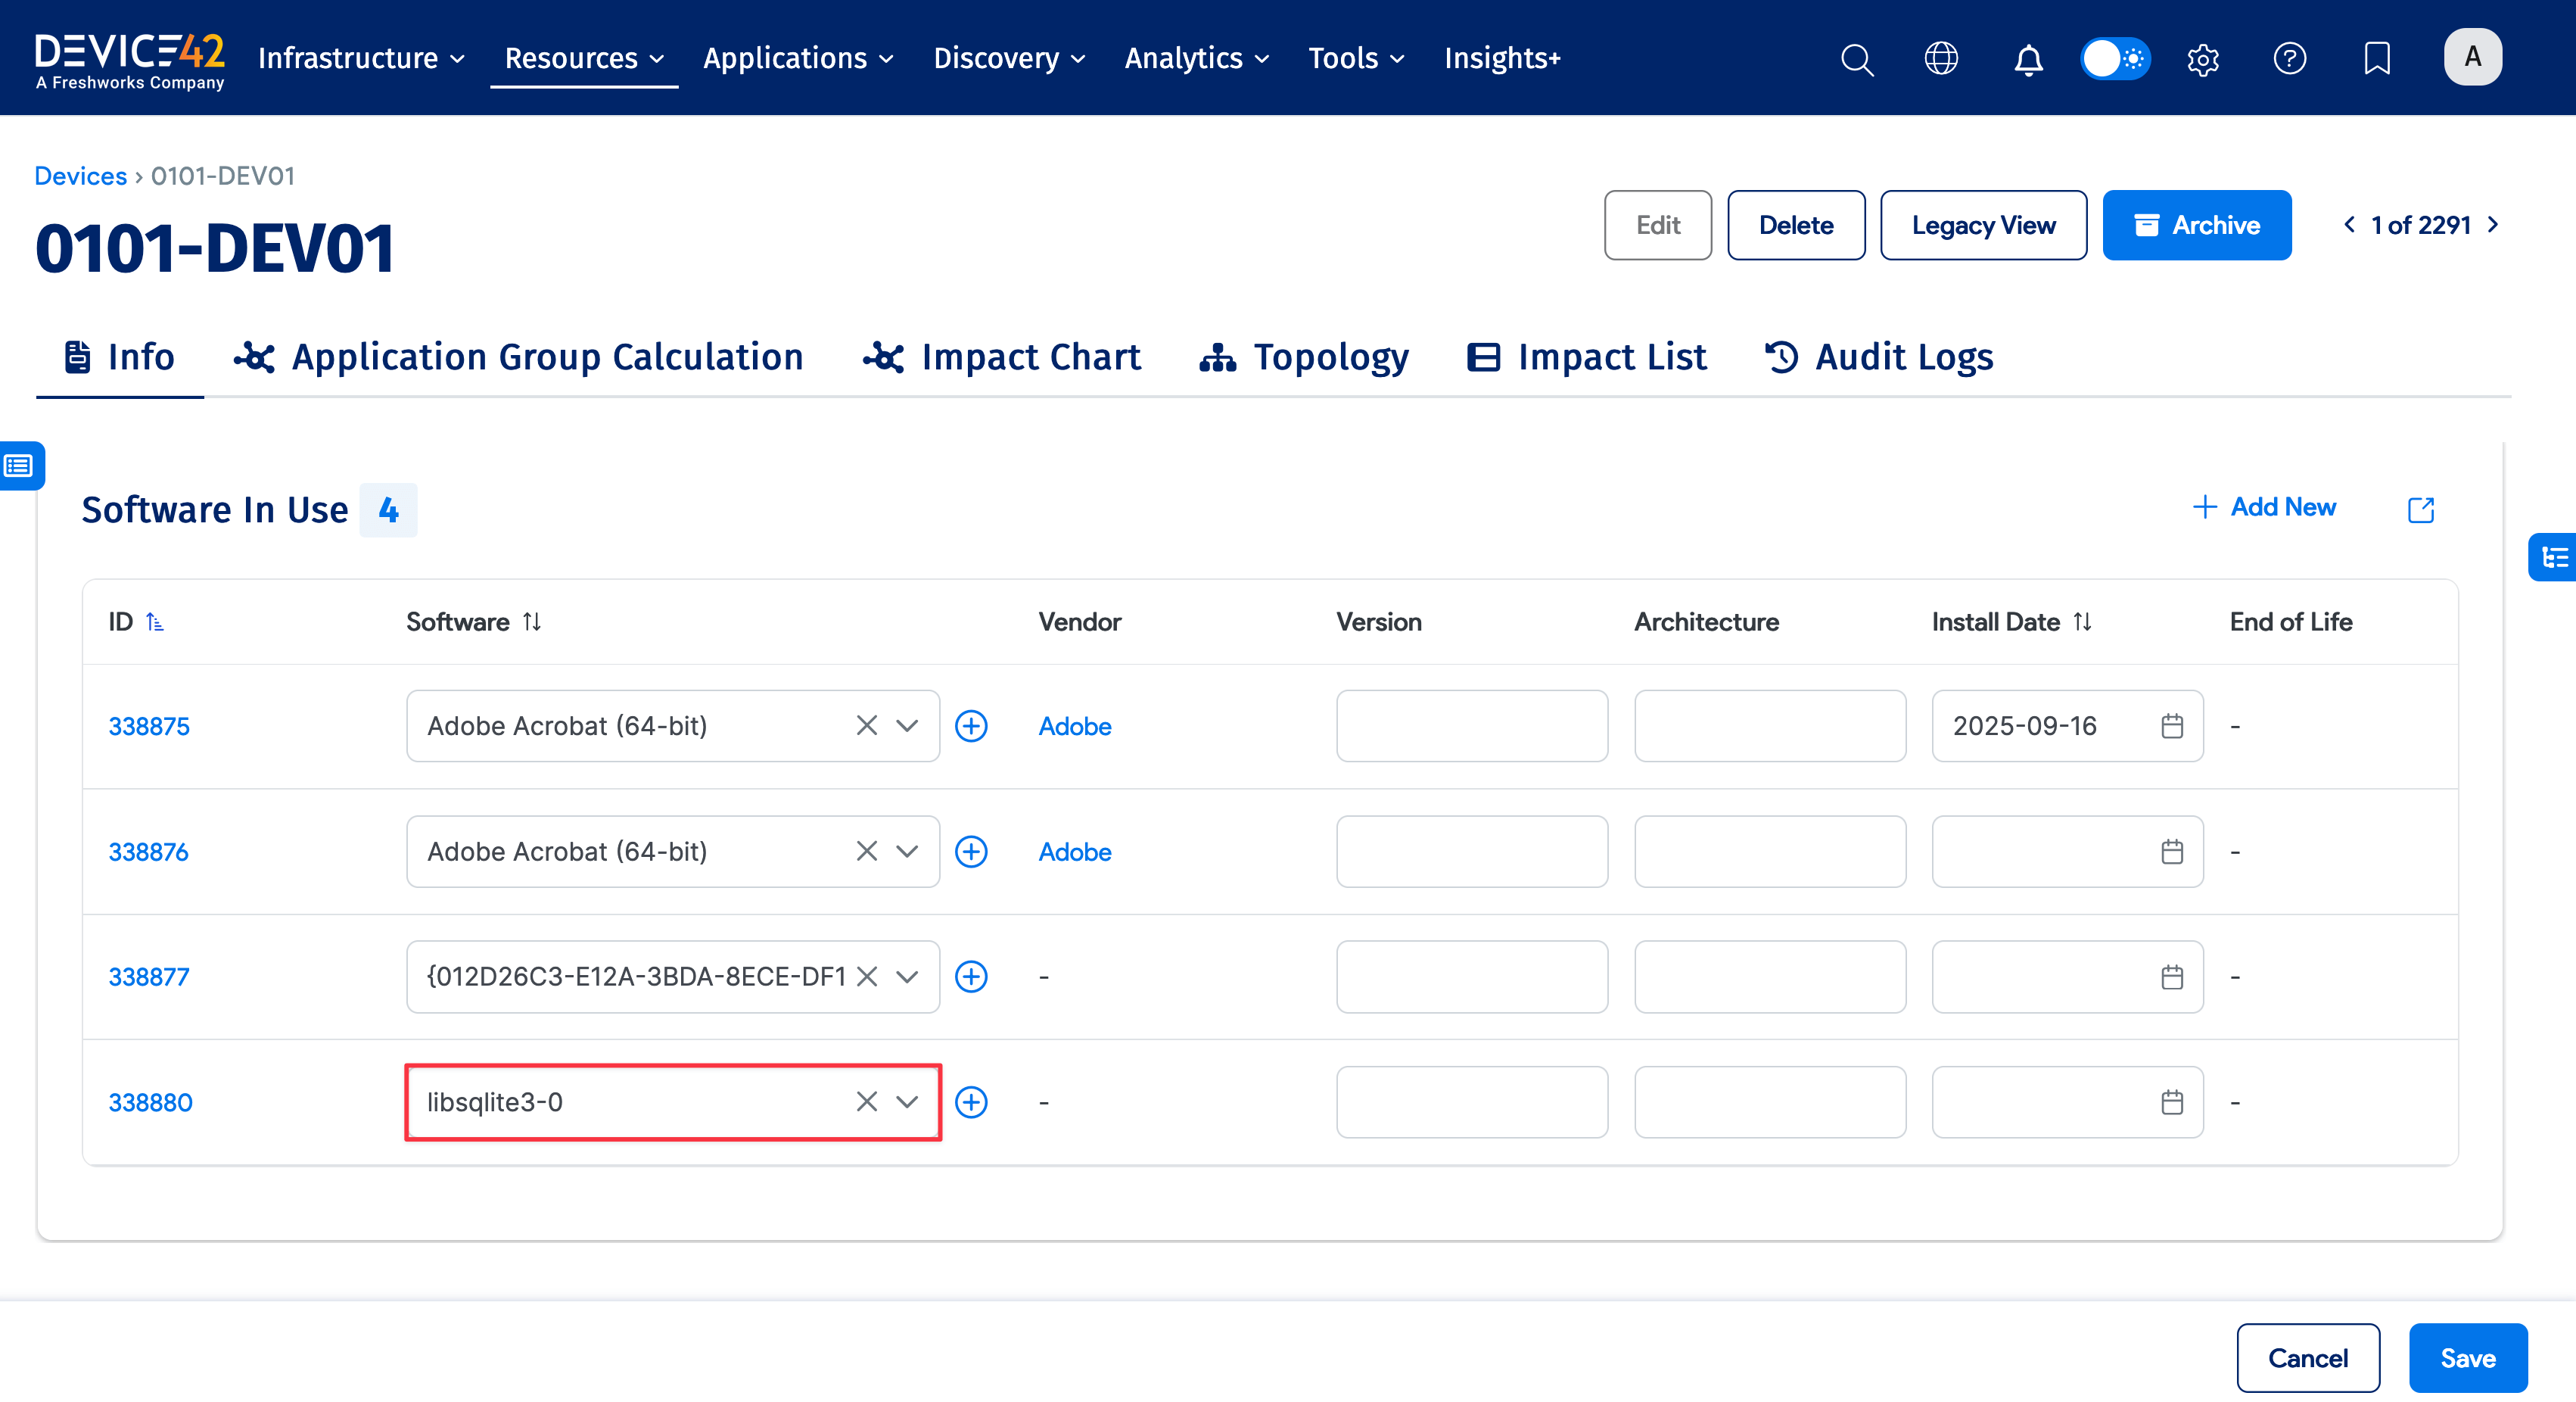 DEVICE42
A Freshworks Company
Infrastructure Resources Applications Discovery Analytics Tools Insights+
A
Devices › 0101-DEV01
0101-DEV01
Edit Delete Legacy View Archive 1 of 2291
Info Application Group Calculation Impact Chart Topology Impact List Audit Logs
Software In Use 4
Add New
ID Software Vendor Version Architecture Install Date End of Life
338875 Adobe Acrobat (64-bit) Adobe 2025-09-16 -
338876 Adobe Acrobat (64-bit) Adobe -
338877 {012D26C3-E12A-3BDA-8ECE-DF1 - -
338880 libsqlite3-0 - -
Cancel Save